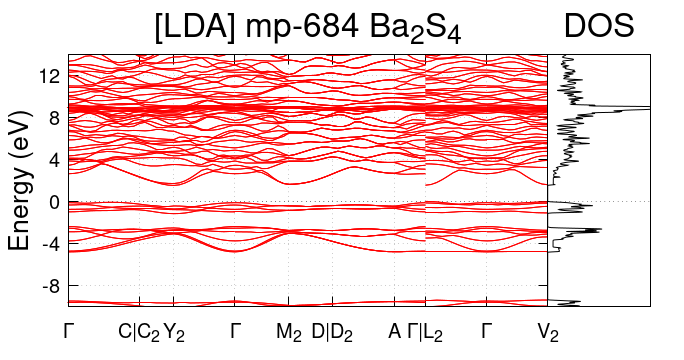 [LDA] mp-684 Ba₂S₄ DOS
Energy (eV)
12
8
4
0
-4
-8
Γ C|C₂ Y₂ Γ M₂ D|D₂ A Γ|L₂ Γ V₂